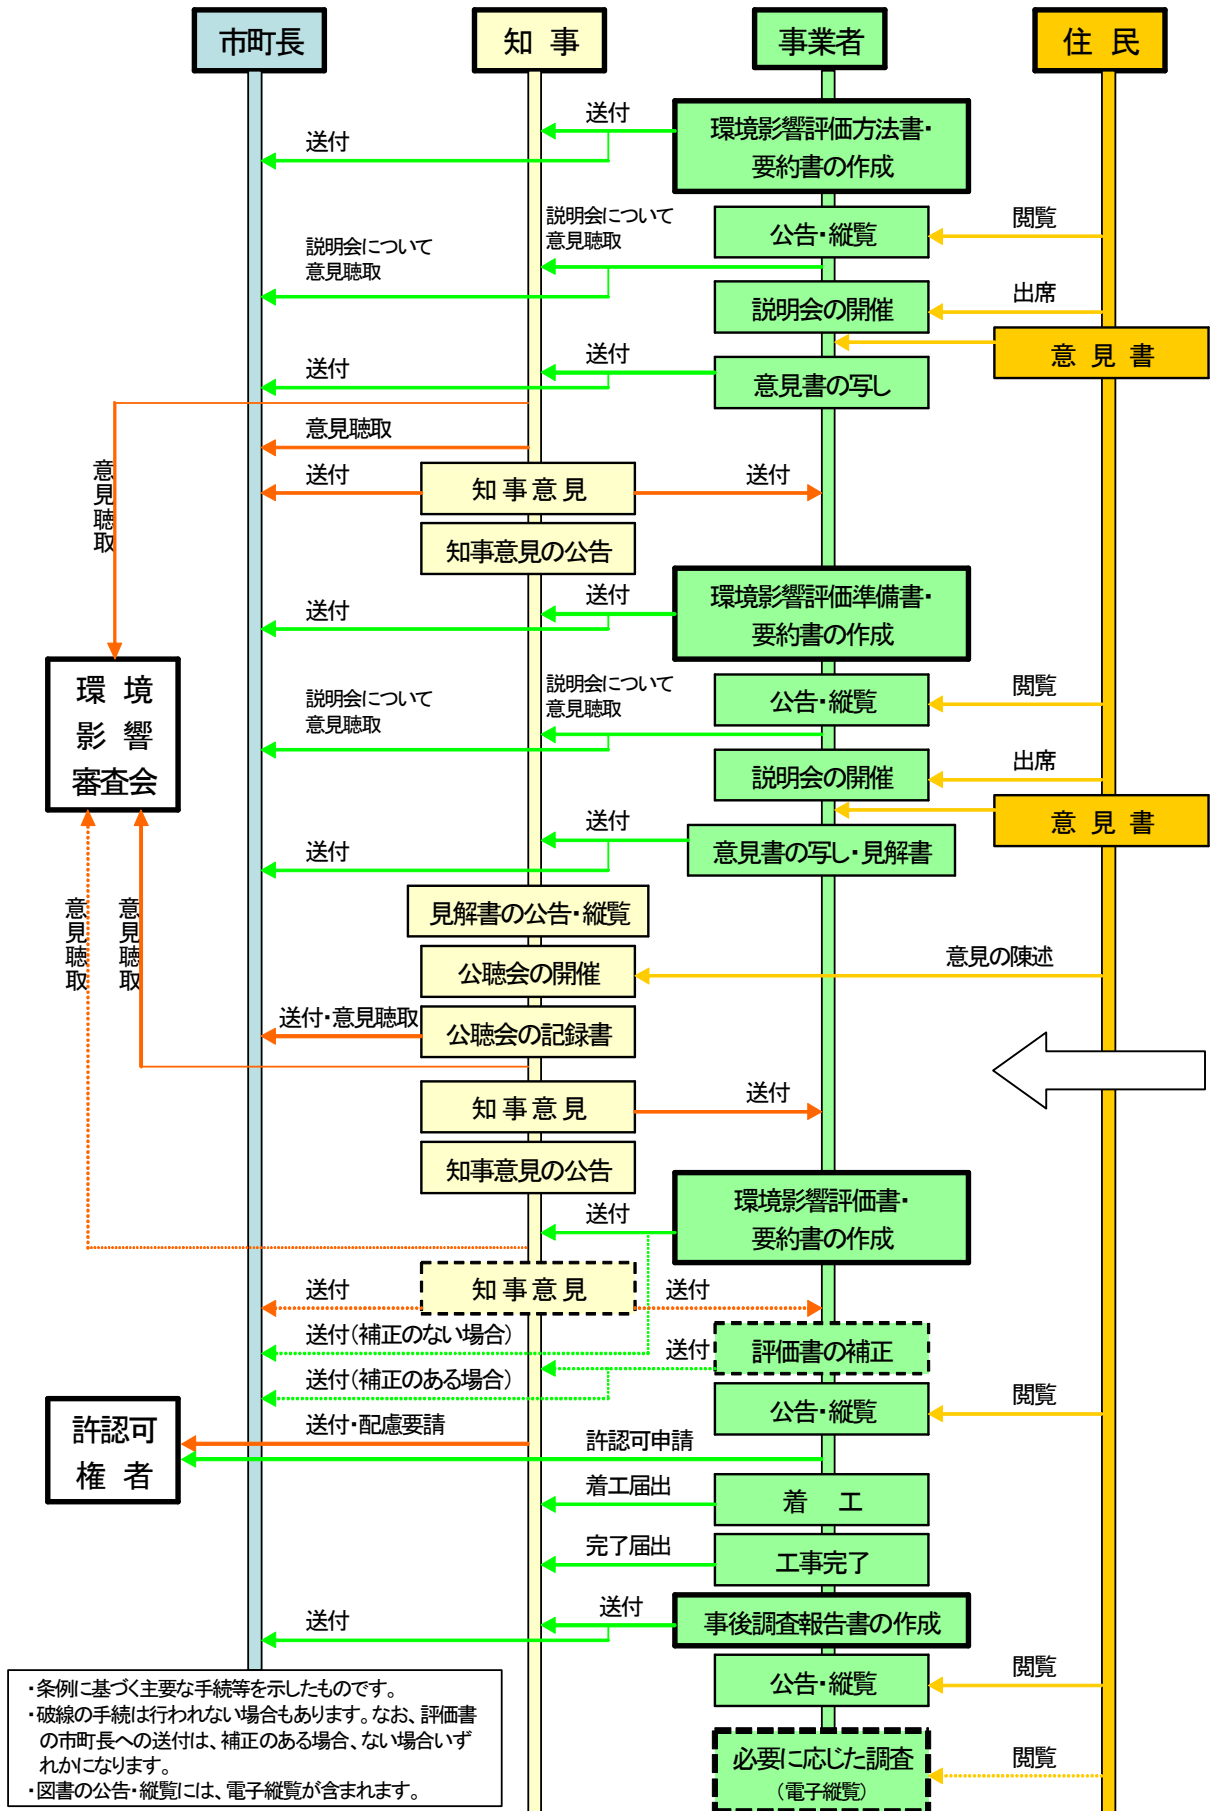 市町長
知 事
事業者
住 民
送付
環境影響評価方法書・
要約書の作成
送付
説明会について
意見聴取
公告・縦覧
閲覧
説明会について
意見聴取
説明会の開催
出席
意 見 書
送付
送付
意見書の写し
意見聴取
意見聴取
送付
知 事 意 見
送付
知事意見の公告
送付
環境影響評価準備書・
要約書の作成
送付
環 境
影 響
審査会
説明会について
意見聴取
説明会について
意見聴取
公告・縦覧
閲覧
説明会の開催
出席
意 見 書
送付
送付
意見書の写し・見解書
意見聴取
意見聴取
見解書の公告・縦覧
公聴会の開催
意見の陳述
送付・意見聴取
公聴会の記録書
知 事 意 見
送付
知事意見の公告
送付
環境影響評価書・
要約書の作成
送付
知 事 意 見
送付
送付(補正のない場合)
送付
評価書の補正
送付(補正のある場合)
公告・縦覧
閲覧
許認可
権 者
送付・配慮要請
許認可申請
着工届出
着 工
完了届出
工事完了
送付
送付
事後調査報告書の作成
公告・縦覧
閲覧
・条例に基づく主要な手続等を示したものです。
・破線の手続は行われない場合もあります。なお、評価書
の市町長への送付は、補正のある場合、ない場合いず
れかになります。
・図書の公告・縦覧には、電子縦覧が含まれます。
必要に応じた調査
(電子縦覧)
閲覧